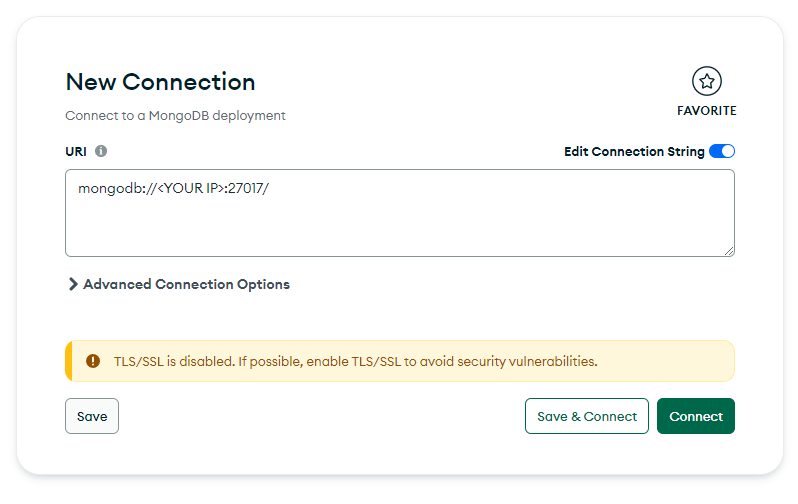 New Connection
FAVORITE
Connect to a MongoDB deployment
URI
Edit Connection String
mongodb://<YOUR IP>:27017/
Advanced Connection Options
TLS/SSL is disabled. If possible, enable TLS/SSL to avoid security vulnerabilities.
Save
Save & Connect
Connect